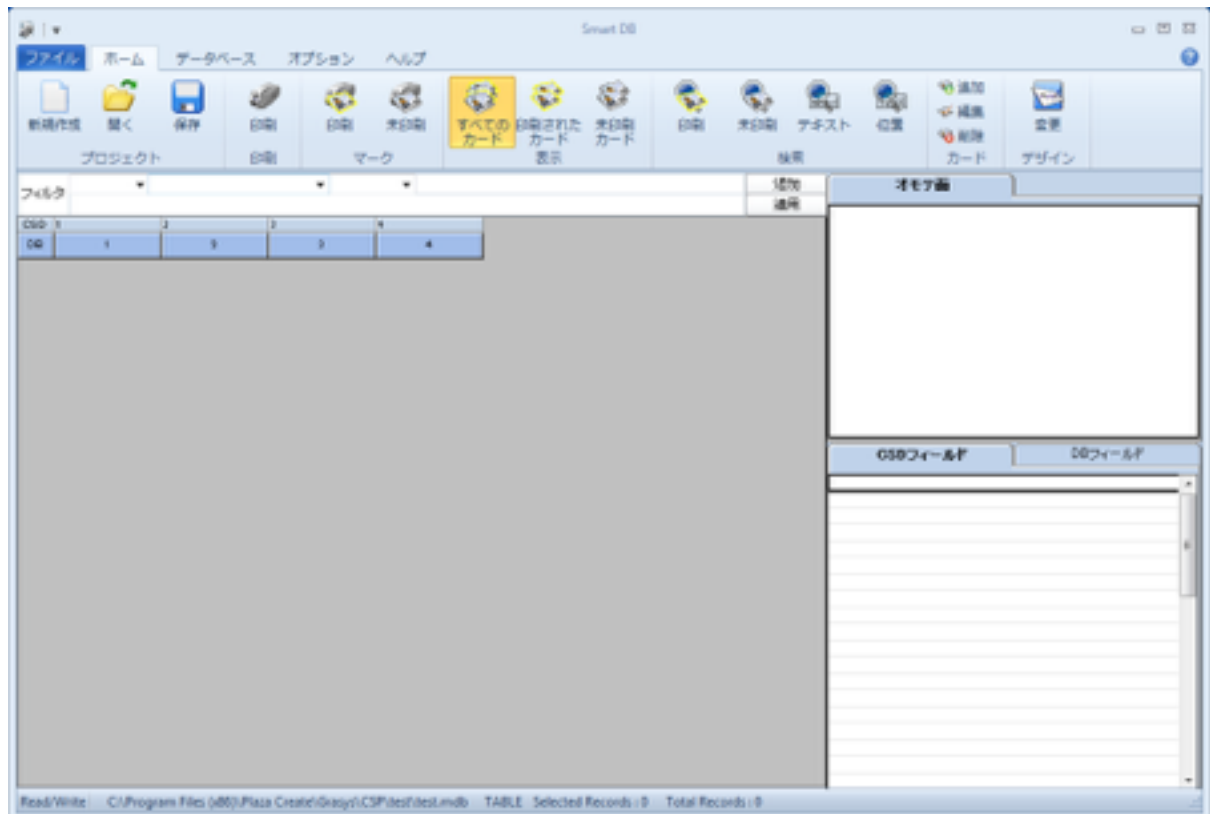 Smart DB
ファイル ホーム データベース オプション ヘルプ
新規作成 開く 保存 印刷 印刷 未印刷 すべてのカード 印刷されたカード 未印刷カード 印刷 未印刷 テキスト 位置 追加 編集 削除 変更
プロジェクト 印刷 マーク 表示 検索 カード デザイン
フィルタ 追加
適用
オモテ面
CSD 1 2 3 4
DB 1 2 3 4
CSDフィールド DBフィールド
Read/Write C:\Program Files (x86)\Plaza Create\Grasys\CSP\test\test.mdb TABLE Selected Records : 0 Total Records : 0